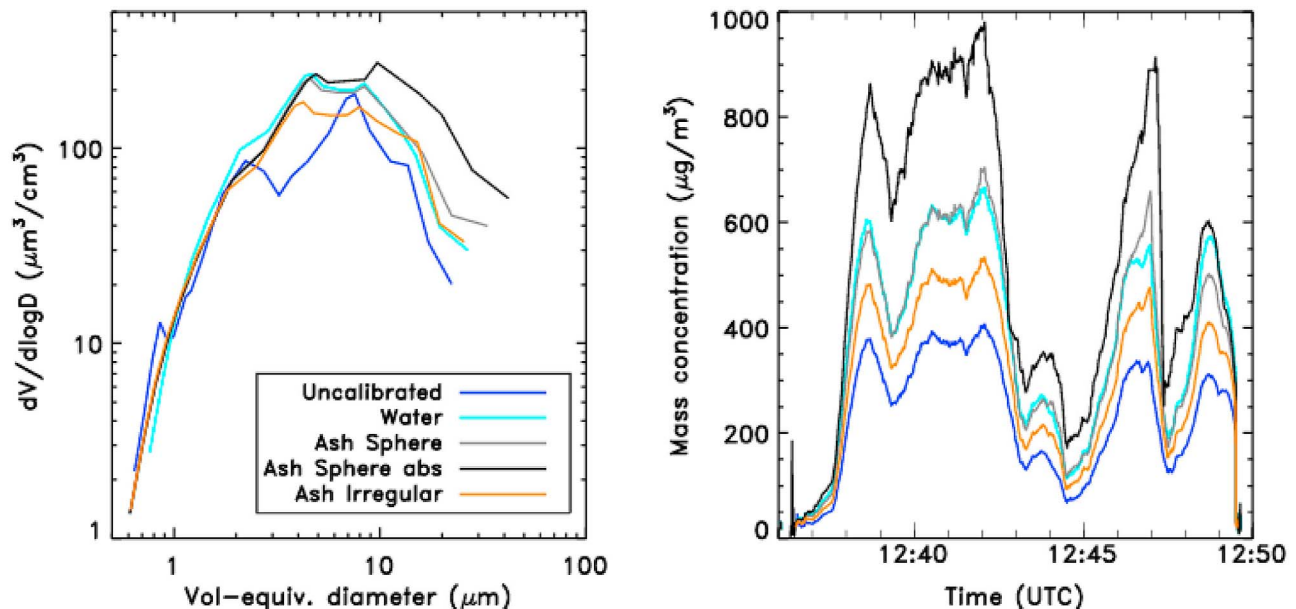 dV/dlogD (μm³/cm³)
100
10
1
Uncalibrated
Water
Ash Sphere
Ash Sphere abs
Ash Irregular
1
10
100
Vol-equiv. diameter (μm)
Mass concentration (μg/m³)
1000
800
600
400
200
0
12:40
12:45
12:50
Time (UTC)